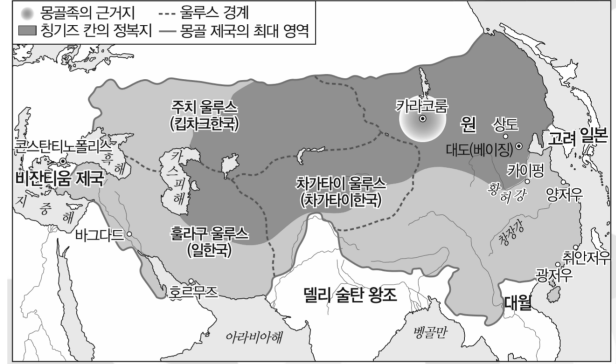 몽골족의 근거지 울루스 경계
칭기즈 칸의 정복지 몽골 제국의 최대 영역
주치 울루스
(킵차크한국)
카라코룸
원
상도
고려
일본
대도(베이징)
콘스탄티노폴리스
흑해
카스피해
비잔티움 제국
지중해
차가타이 울루스
(차가타이한국)
카이펑
황허강
양저우
바그다드
훌라구 울루스
(일한국)
창장강
취안저우
호르무즈
광저우
델리 술탄 왕조
대월
아라비아해
벵골만